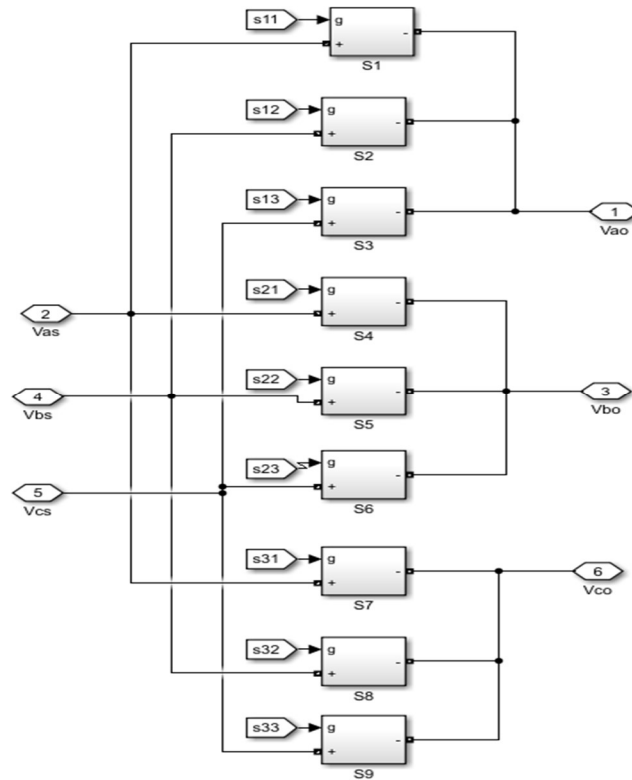 s11
g
+
-
S1
s12
g
+
-
S2
s13
g
+
-
S3
1
Vao
s21
g
+
-
S4
2
Vas
s22
g
+
-
S5
4
Vbs
3
Vbo
s23
g
+
-
S6
5
Vcs
s31
g
+
-
S7
6
Vco
s32
g
+
-
S8
s33
g
+
-
S9